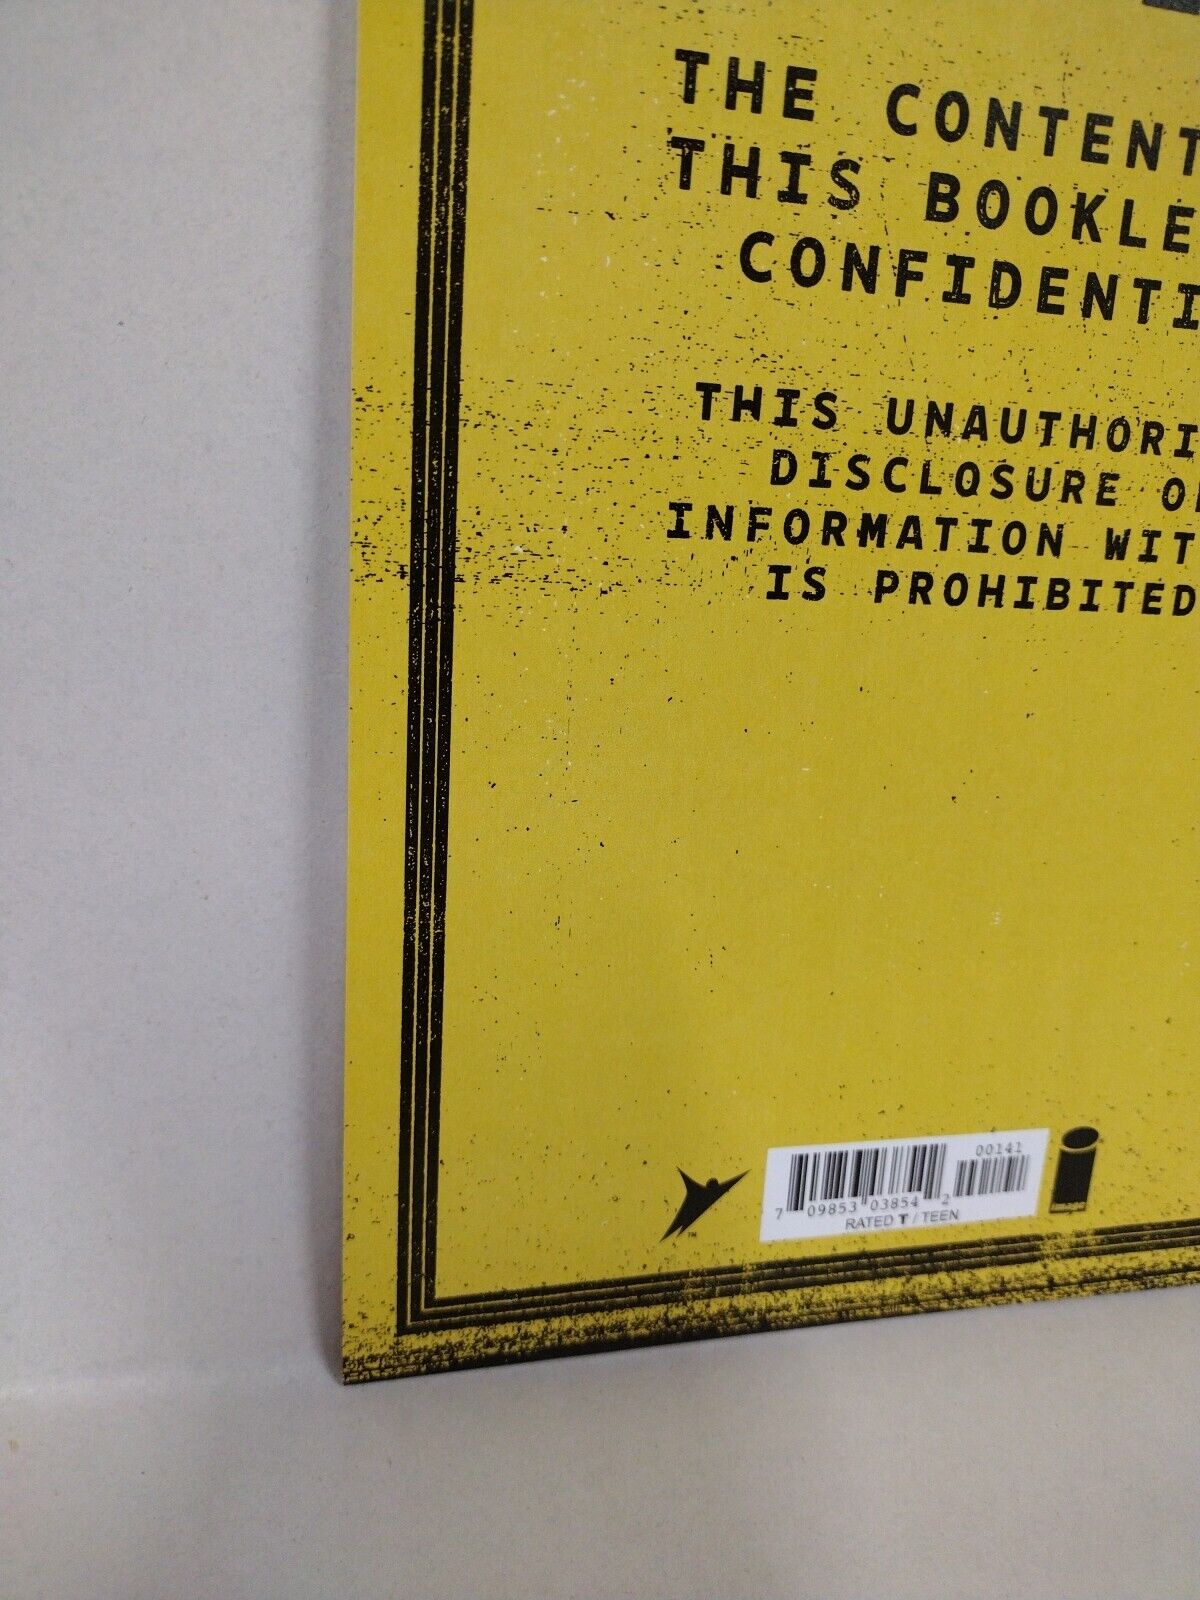 THE CONTENT
THIS BOOKLE
CONFIDENTI
THIS UNAUTHORI
DISCLOSURE O
INFORMATION WIT
IS PROHIBITED
00141
7 09853 03854 2
RATED T / TEEN
TM